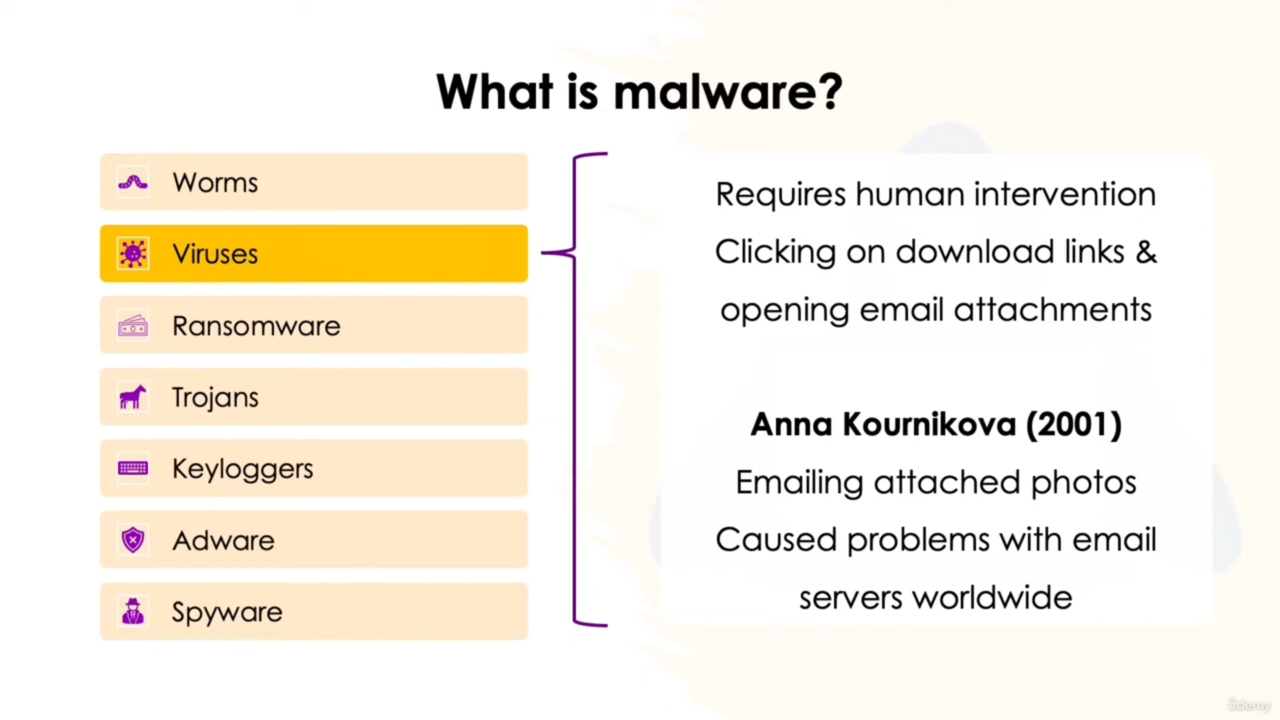 What is malware?
Worms
Viruses
Ransomware
Trojans
Keyloggers
Adware
Spyware
Requires human intervention
Clicking on download links &
opening email attachments
Anna Kournikova (2001)
Emailing attached photos
Caused problems with email
servers worldwide
ûdemy